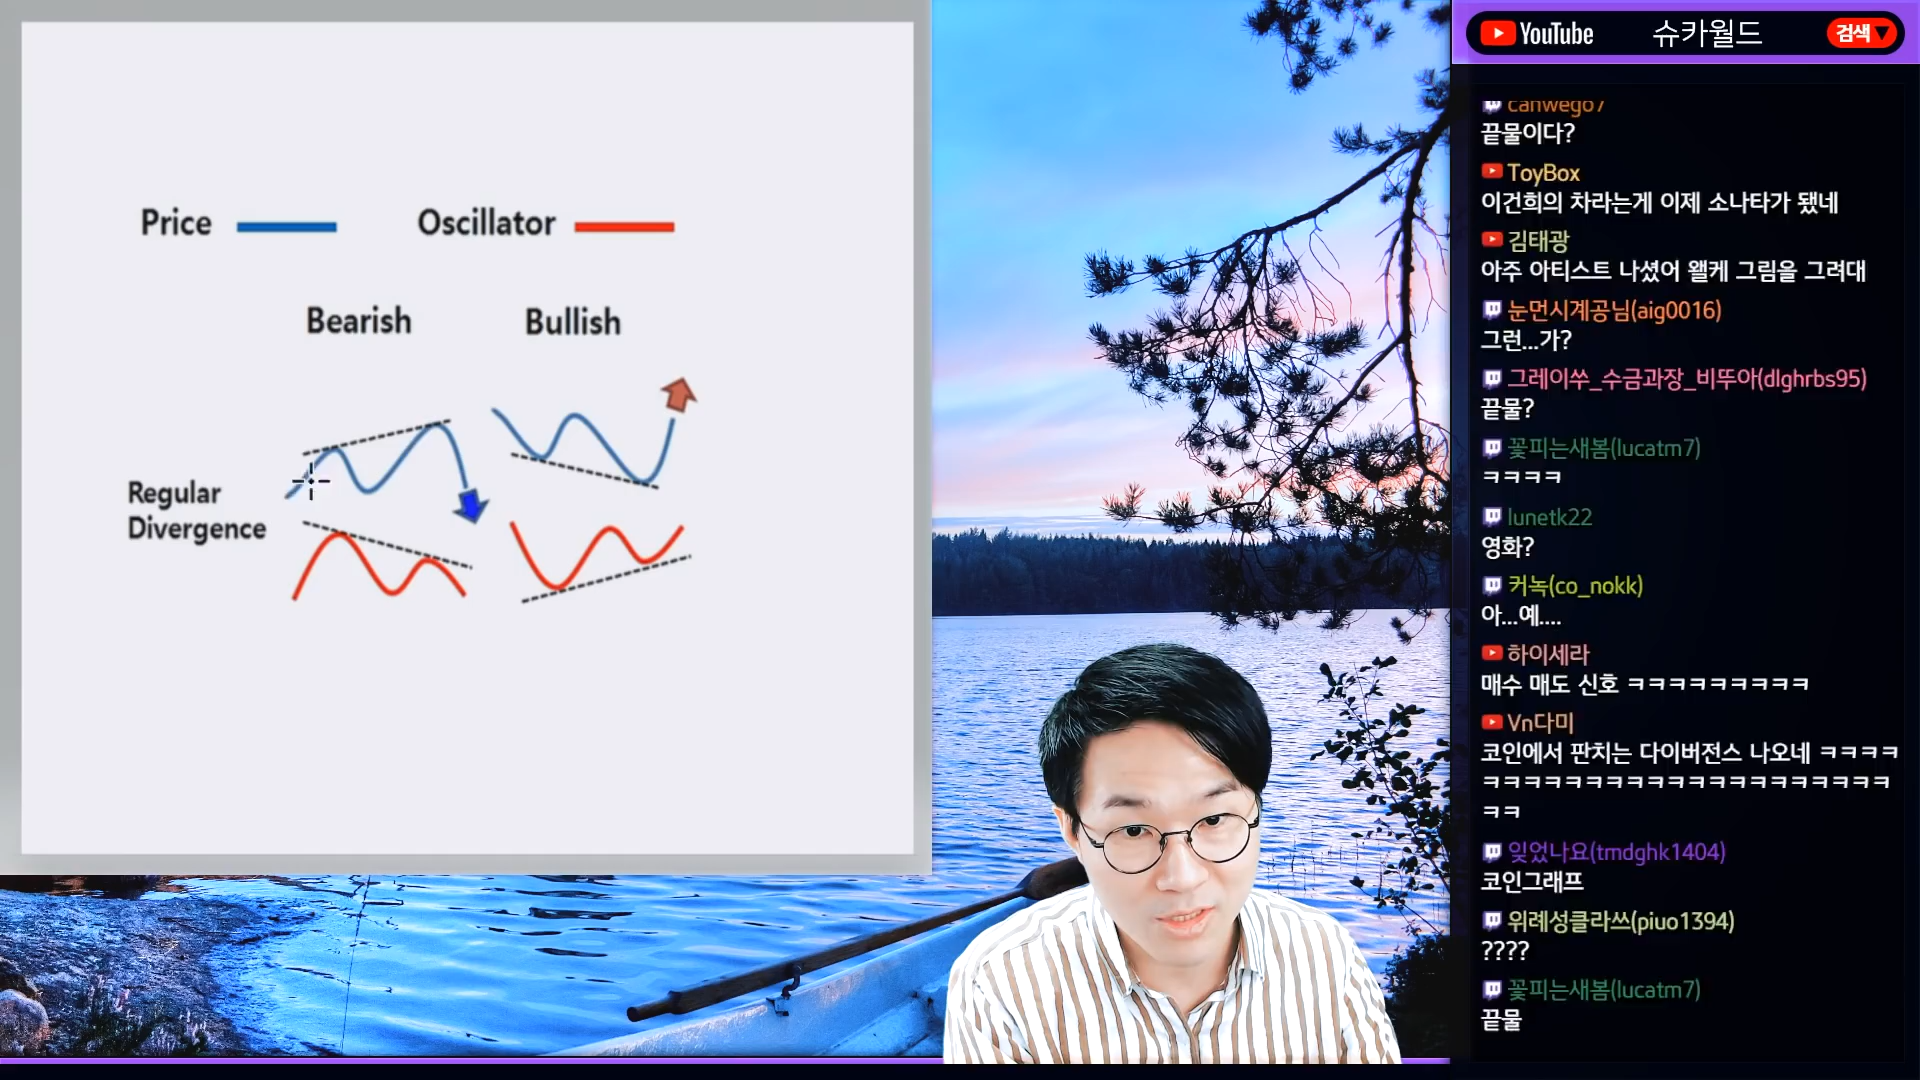 Price
Oscillator
Bearish
Bullish
Regular
Divergence
YouTube
슈카월드
검색▼
canwego7
끝물이다?
ToyBox
이건희의 차라는게 이제 소나타가 됐네
김태광
아주 아티스트 나셨어 왤케 그림을 그려대
눈먼시계공님(aig0016)
그런...가?
그레이쑤_수금과장_비뚜아(dlghrbs95)
끝물?
꽃피는새봄(lucatm7)
ㅋㅋㅋㅋ
lunetk22
영화?
커녹(co_nokk)
아...예....
하이세라
매수 매도 신호 ㅋㅋㅋㅋㅋㅋㅋㅋㅋ
Vn다미
코인에서 판치는 다이버전스 나오네 ㅋㅋㅋㅋ
ㅋㅋㅋㅋㅋㅋㅋㅋㅋㅋㅋㅋㅋㅋㅋㅋㅋㅋㅋㅋ
ㅋㅋ
잊었나요(tmdghk1404)
코인그래프
위례성클라쓰(piuo1394)
????
꽃피는새봄(lucatm7)
끝물